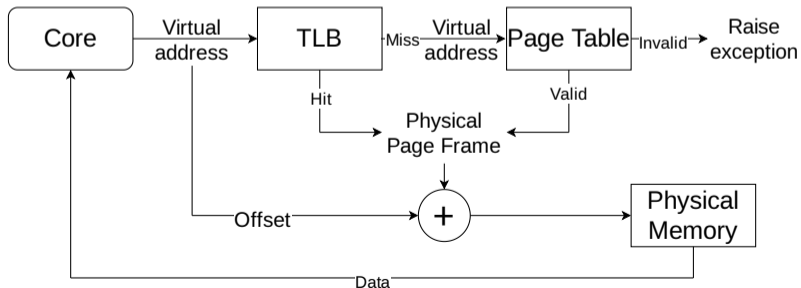 Core
Virtual
address
TLB
Miss
Virtual
address
Page Table
Invalid
Raise
exception
Hit
Valid
Physical
Page Frame
Offset
+
Physical
Memory
Data